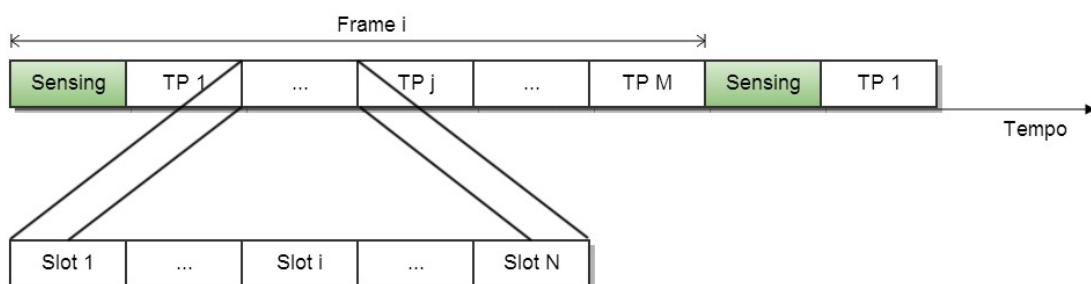 Frame i
Sensing TP 1 ... TP j ... TP M Sensing TP 1
Tempo
Slot 1 ... Slot i ... Slot N